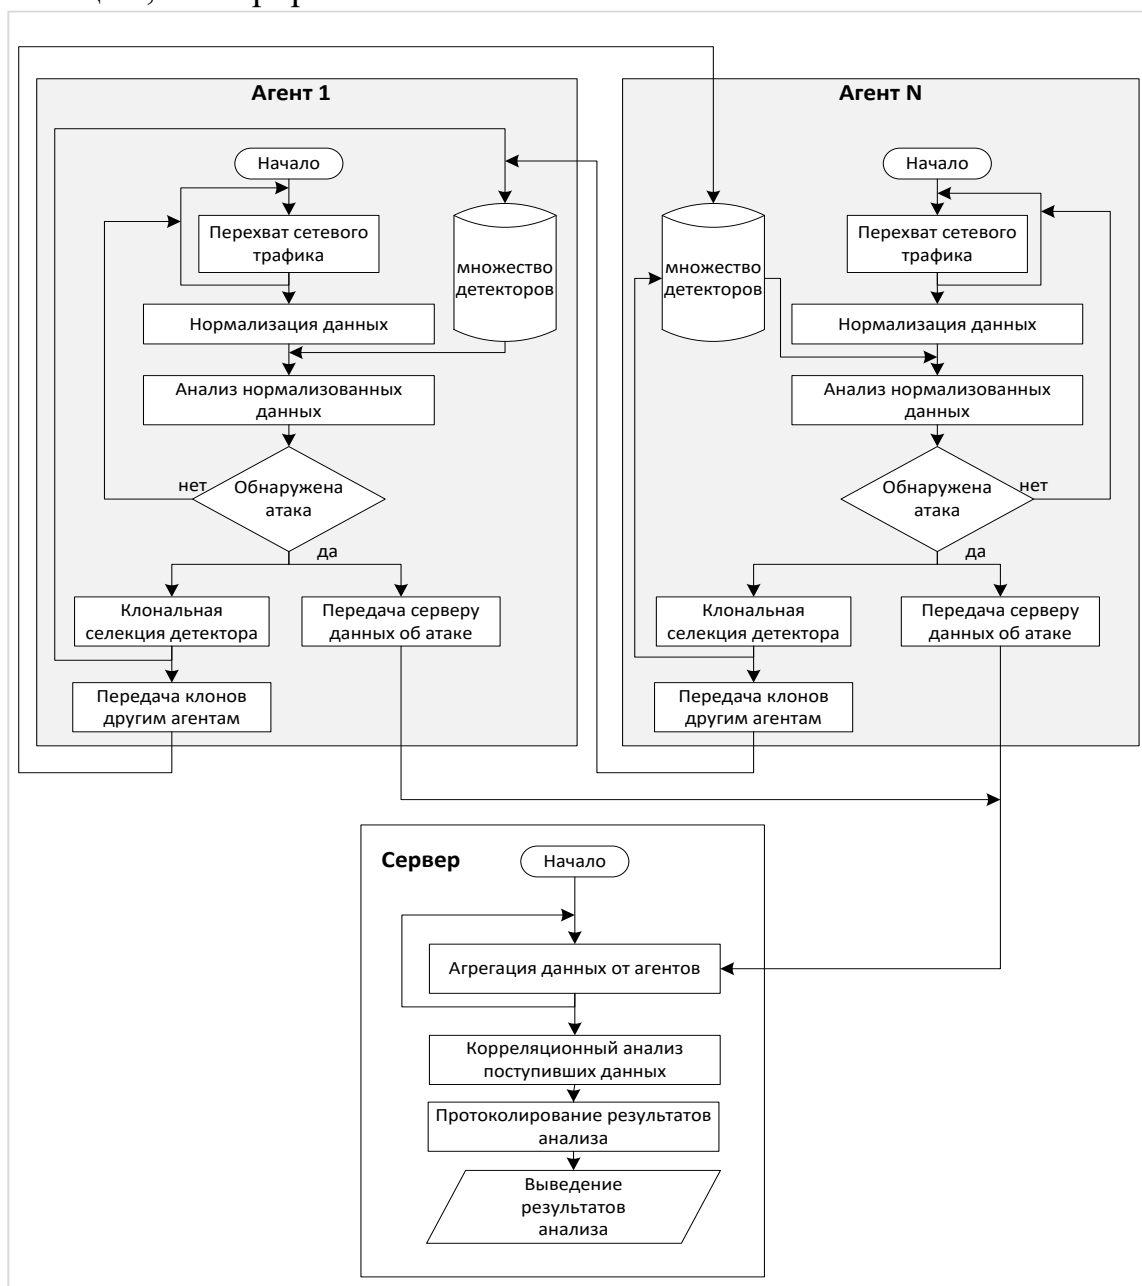 Агент 1
Начало
Перехват сетевого
трафика
множество
детекторов
Нормализация данных
Анализ нормализованных
данных
нет
Обнаружена
атака
да
Клональная
селекция детектора
Передача серверу
данных об атаке
Передача клонов
другим агентам
Агент N
Начало
множество
детекторов
Перехват сетевого
трафика
Нормализация данных
Анализ нормализованных
данных
Обнаружена
атака
нет
да
Клональная
селекция детектора
Передача серверу
данных об атаке
Передача клонов
другим агентам
Сервер
Начало
Агрегация данных от агентов
Корреляционный анализ
поступивших данных
Протоколирование результатов
анализа
Выведение
результатов
анализа